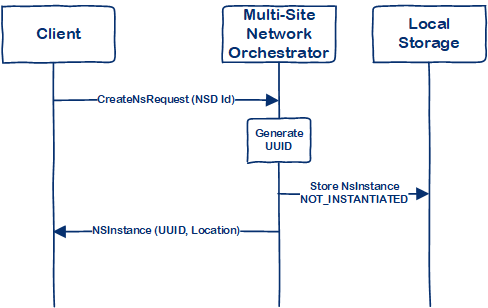 Client
Multi-Site
Network
Orchestrator
Local
Storage
CreateNsRequest (NSD Id)
Generate
UUID
Store NsInstance
NOT_INSTANTIATED
NSInstance (UUID, Location)